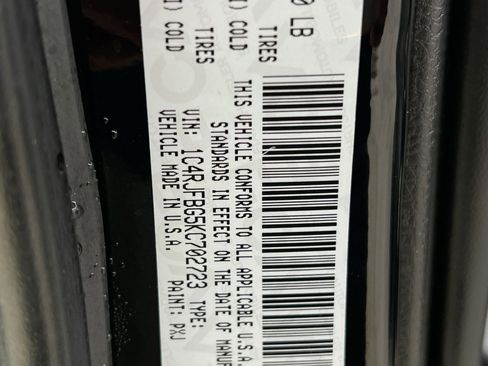 0 LB
TIRES
I) COLD
TIRES
I) COLD
THIS VEHICLE CONFORMS TO ALL APPLICABLE U.S.A.
STANDARDS IN EFFECT ON THE DATE OF MANUF
VIN: 1C4RJFBG5KC702723 TYPE:
VEHICLE MADE IN U.S.A. PAINT: PXJ